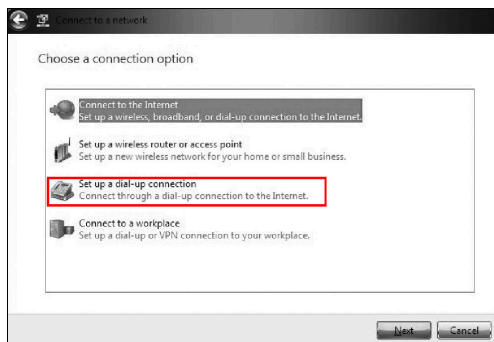 Connect to a network
Choose a connection option
Connect to the Internet
Set up a wireless, broadband, or dial-up connection to the Internet.
Set up a wireless router or access point
Set up a new wireless network for your home or small business.
Set up a dial-up connection
Connect through a dial-up connection to the Internet.
Connect to a workplace
Set up a dial-up or VPN connection to your workplace.
Next Cancel